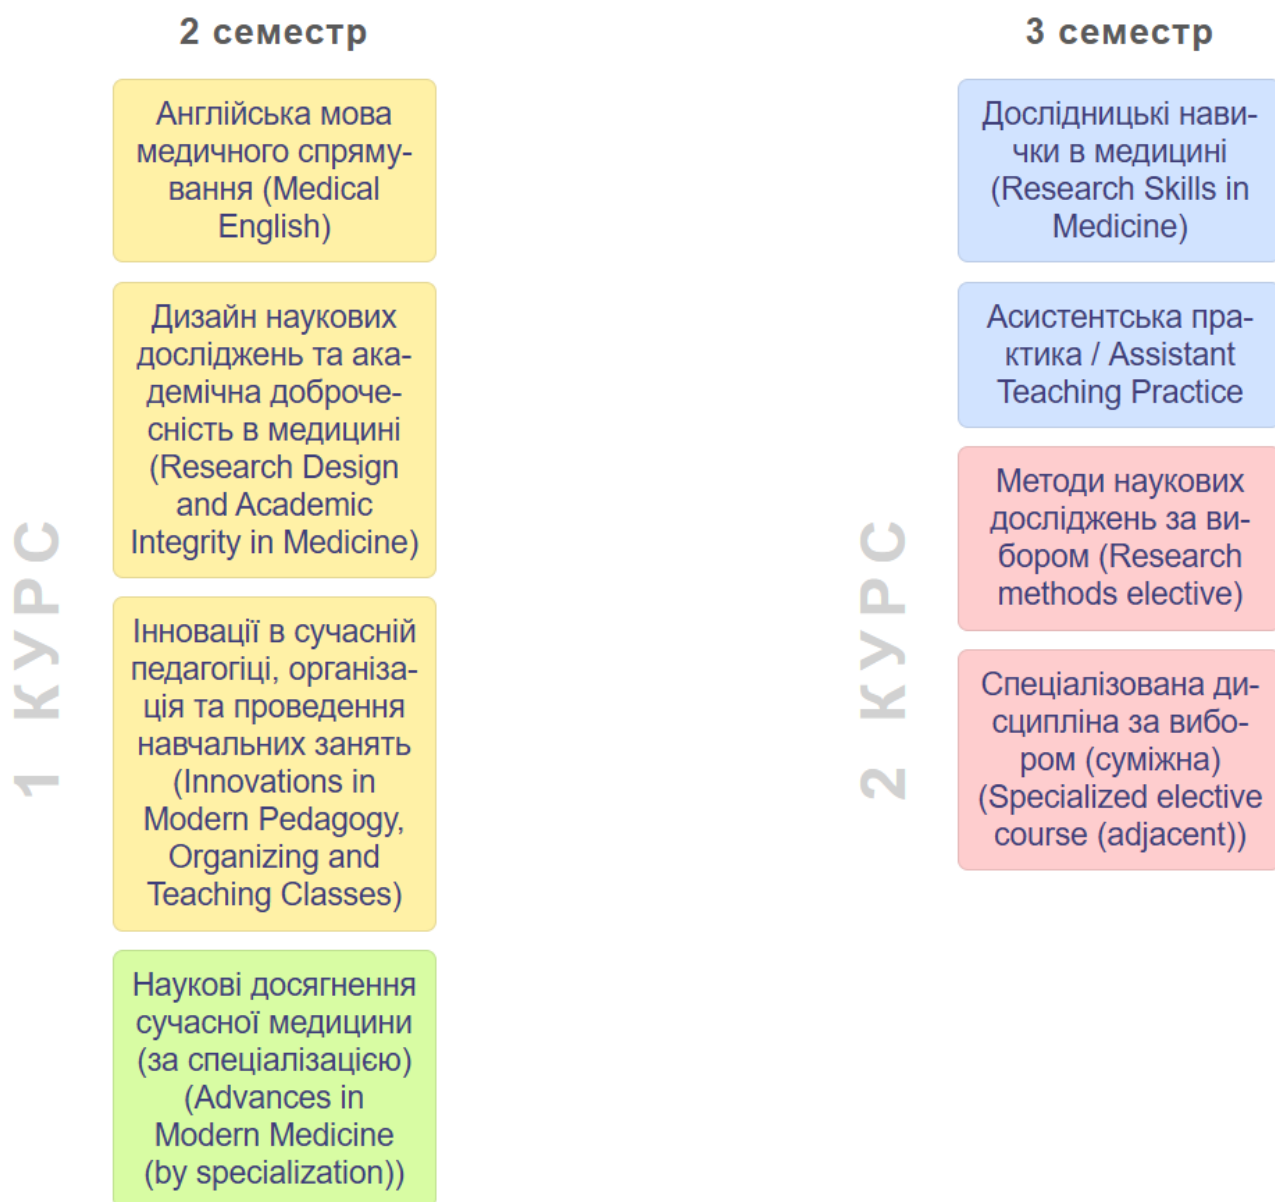 2 семестр
Англійська мова
медичного спряму-
вання (Medical
English)
Дизайн наукових
досліджень та ака-
демічна доброче-
сність в медицині
(Research Design
and Academic
Integrity in Medicine)
Інновації в сучасній
педагогіці, організа-
ція та проведення
навчальних занять
(Innovations in
Modern Pedagogy,
Organizing and
Teaching Classes)
Наукові досягнення
сучасної медицини
(за спеціалізацією)
(Advances in
Modern Medicine
(by specialization))
1 КУРС
3 семестр
Дослідницькі нави-
чки в медицині
(Research Skills in
Medicine)
Асистентська пра-
ктика / Assistant
Teaching Practice
Методи наукових
досліджень за ви-
бором (Research
methods elective)
Спеціалізована ди-
сципліна за вибо-
ром (суміжна)
(Specialized elective
course (adjacent))
2 КУРС